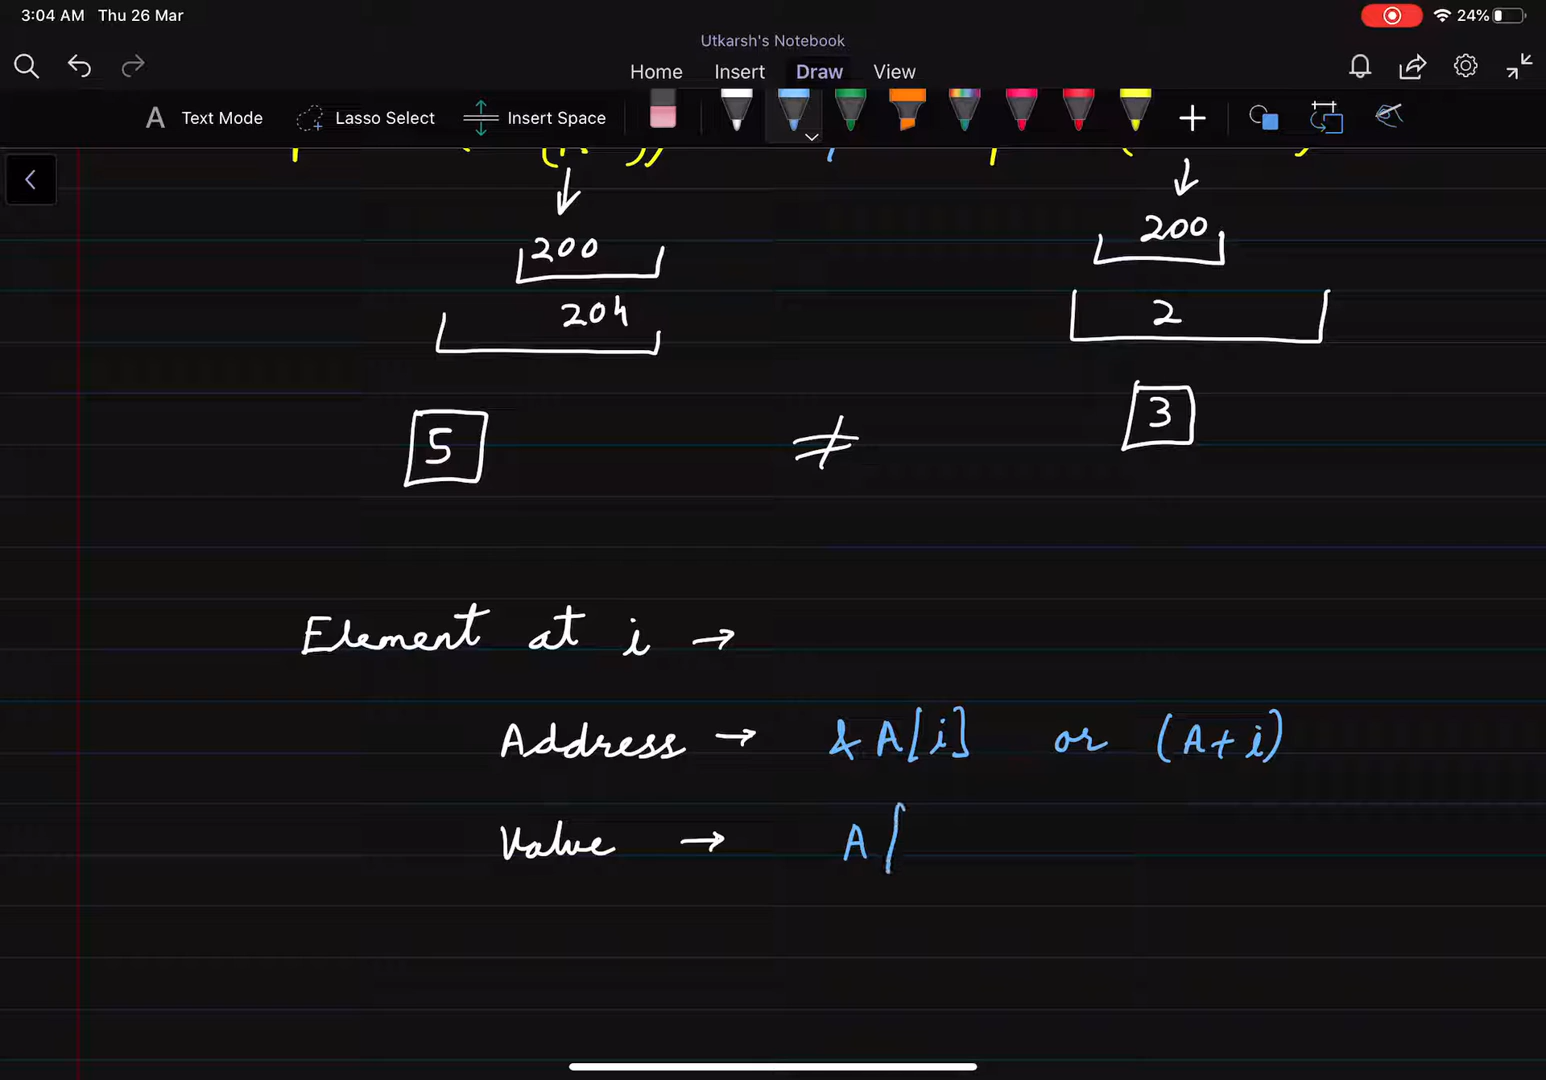 3:04 AM Thu 26 Mar
24%
Utkarsh's Notebook
Home Insert Draw View
A Text Mode Lasso Select Insert Space
200 200
204 2
5 ≠ 3
Element at i →
Address → &A[i] or (A+i)
Value → A[